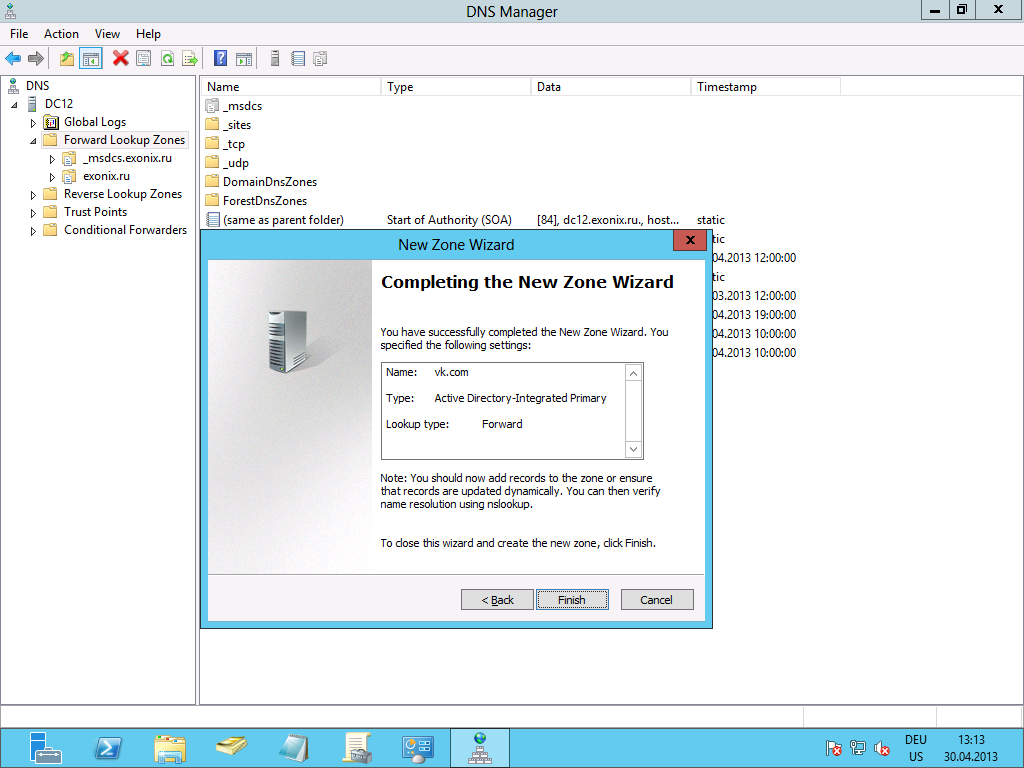 DNS Manager
File Action View Help
DNS
DC12
Global Logs
Forward Lookup Zones
_msdcs.exonix.ru
exonix.ru
Reverse Lookup Zones
Trust Points
Conditional Forwarders
Name Type Data Timestamp
_msdcs
_sites
_tcp
_udp
DomainDnsZones
ForestDnsZones
(same as parent folder) Start of Authority (SOA) [84], dc12.exonix.ru., host... static
tic
04.2013 12:00:00
tic
03.2013 12:00:00
04.2013 19:00:00
04.2013 10:00:00
04.2013 10:00:00
New Zone Wizard
Completing the New Zone Wizard
You have successfully completed the New Zone Wizard. You
specified the following settings:
Name: vk.com
Type: Active Directory-Integrated Primary
Lookup type: Forward
Note: You should now add records to the zone or ensure
that records are updated dynamically. You can then verify
name resolution using nslookup.
To close this wizard and create the new zone, click Finish.
< Back Finish Cancel
DEU 13:13
US 30.04.2013